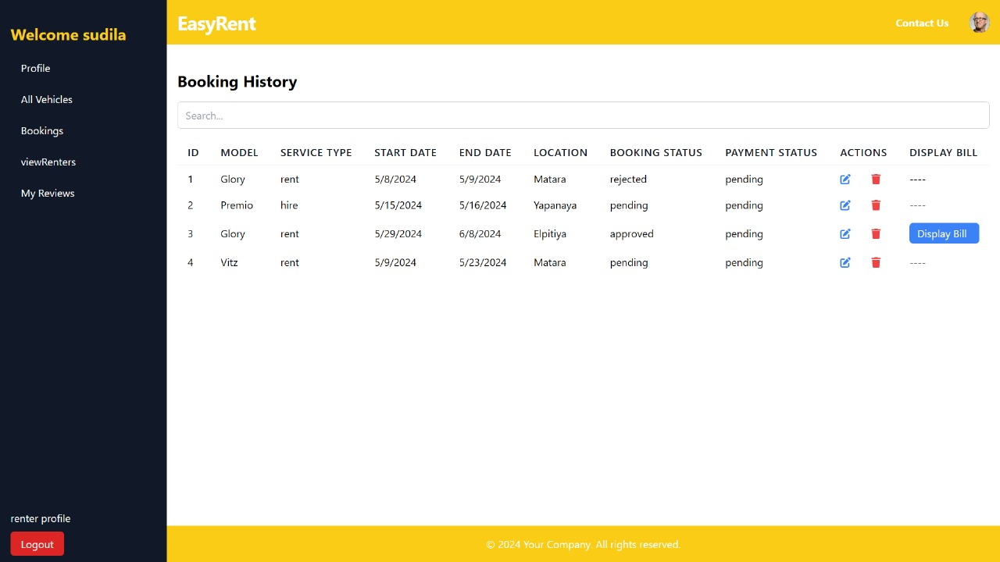 Welcome sudila
Profile
All Vehicles
Bookings
viewRenters
My Reviews
renter profile
Logout
EasyRent
Contact Us
Booking History
Search...
ID MODEL SERVICE TYPE START DATE END DATE LOCATION BOOKING STATUS PAYMENT STATUS ACTIONS DISPLAY BILL
1 Glory rent 5/8/2024 5/9/2024 Matara rejected pending ----
2 Premio hire 5/15/2024 5/16/2024 Yapanaya pending pending ----
3 Glory rent 5/29/2024 6/8/2024 Elpitiya approved pending Display Bill
4 Vitz rent 5/9/2024 5/23/2024 Matara pending pending ----
© 2024 Your Company. All rights reserved.